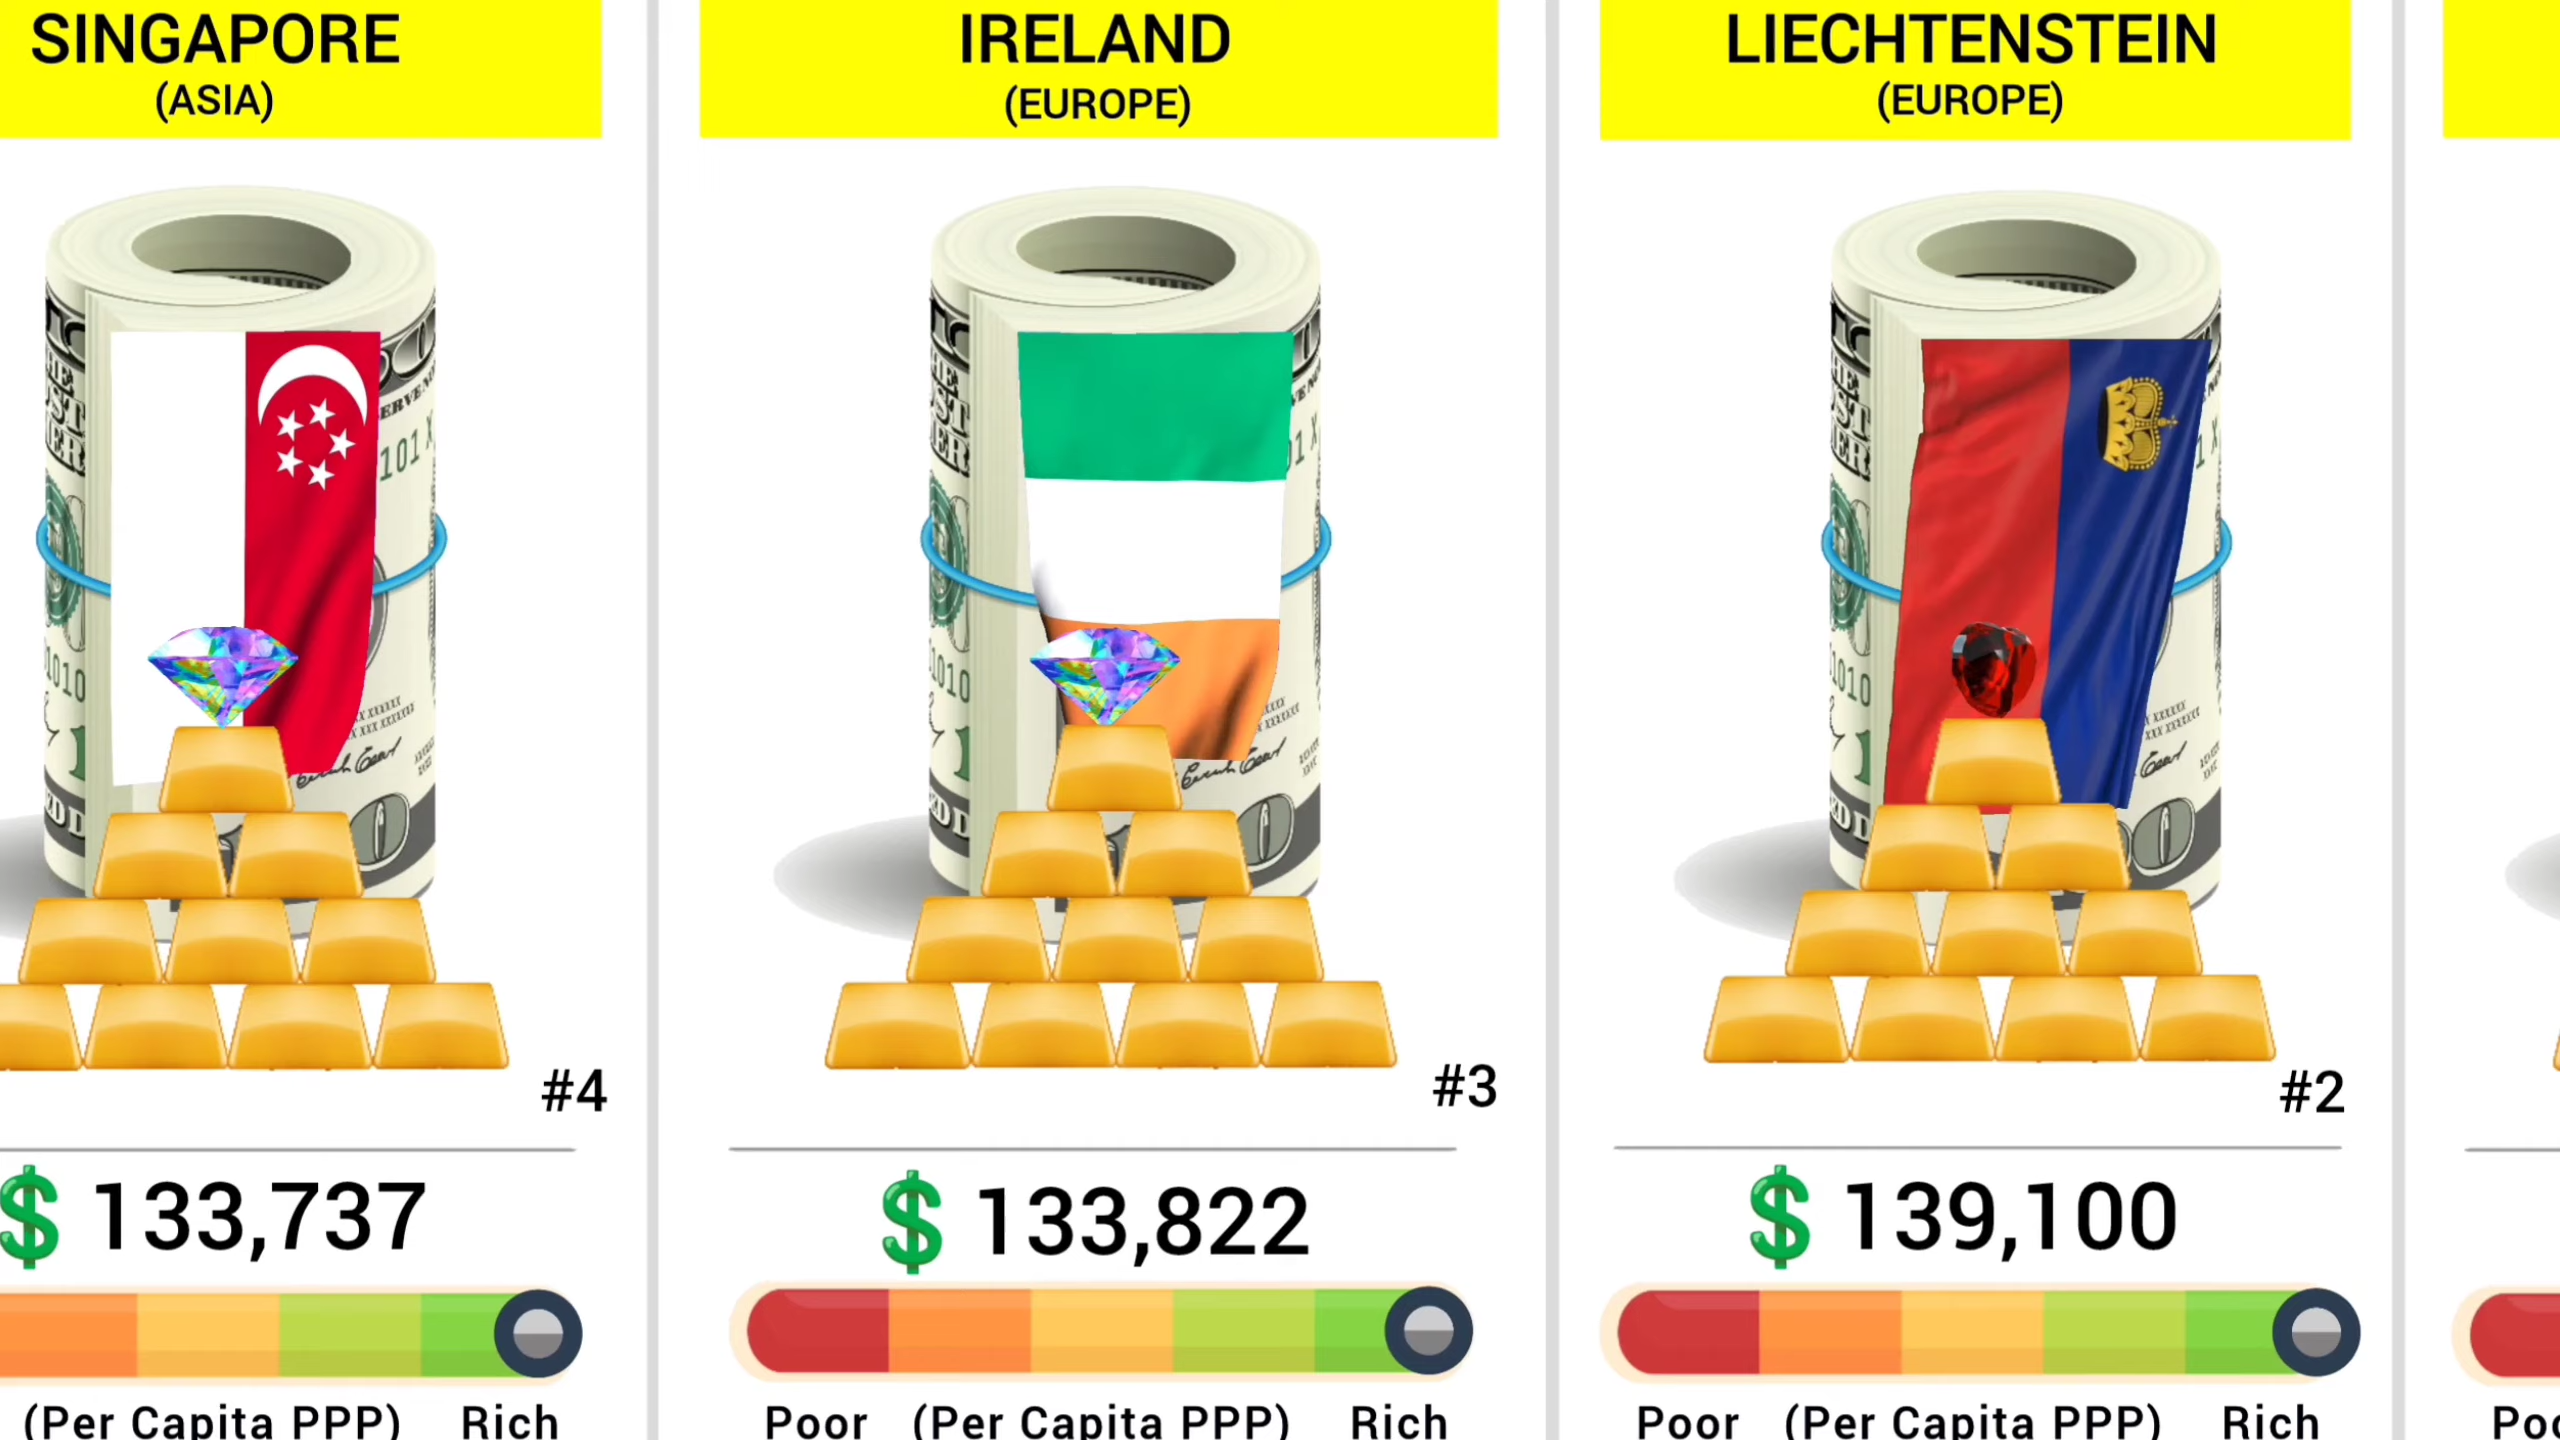 SINGAPORE
(ASIA)
#4
$ 133,737
(Per Capita PPP) Rich
IRELAND
(EUROPE)
#3
$ 133,822
Poor (Per Capita PPP) Rich
LIECHTENSTEIN
(EUROPE)
#2
$ 139,100
Poor (Per Capita PPP) Rich